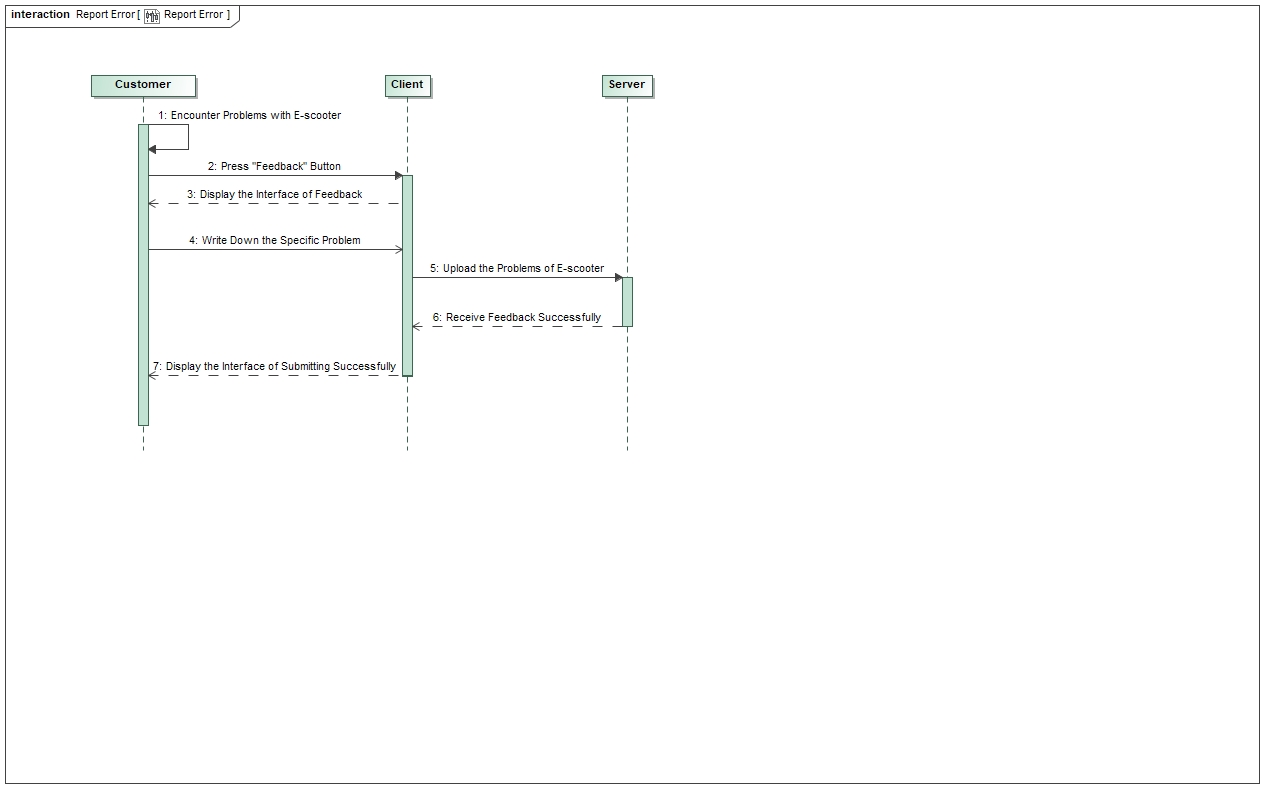 interaction Report Error [ Report Error ]
Customer
Client
Server
1: Encounter Problems with E-scooter
2: Press "Feedback" Button
3: Display the Interface of Feedback
4: Write Down the Specific Problem
5: Upload the Problems of E-scooter
6: Receive Feedback Successfully
7: Display the Interface of Submitting Successfully